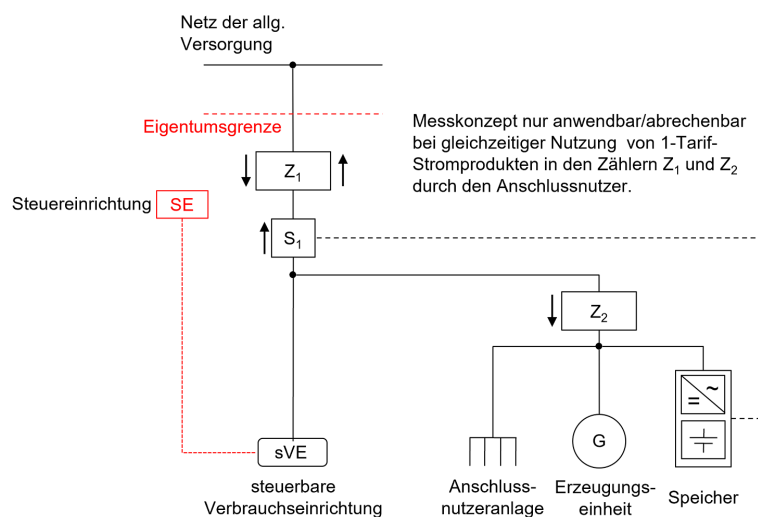 Netz der allg.
Versorgung
Eigentumsgrenze
Messkonzept nur anwendbar/abrechenbar
bei gleichzeitiger Nutzung von 1-Tarif-
Stromprodukten in den Zählern Z1 und Z2
durch den Anschlussnutzer.
Z1
Steuereinrichtung
SE
S1
Z2
sVE
G
steuerbare
Verbrauchseinrichtung
Anschluss-
nutzeranlage
Erzeugungs-
einheit
Speicher